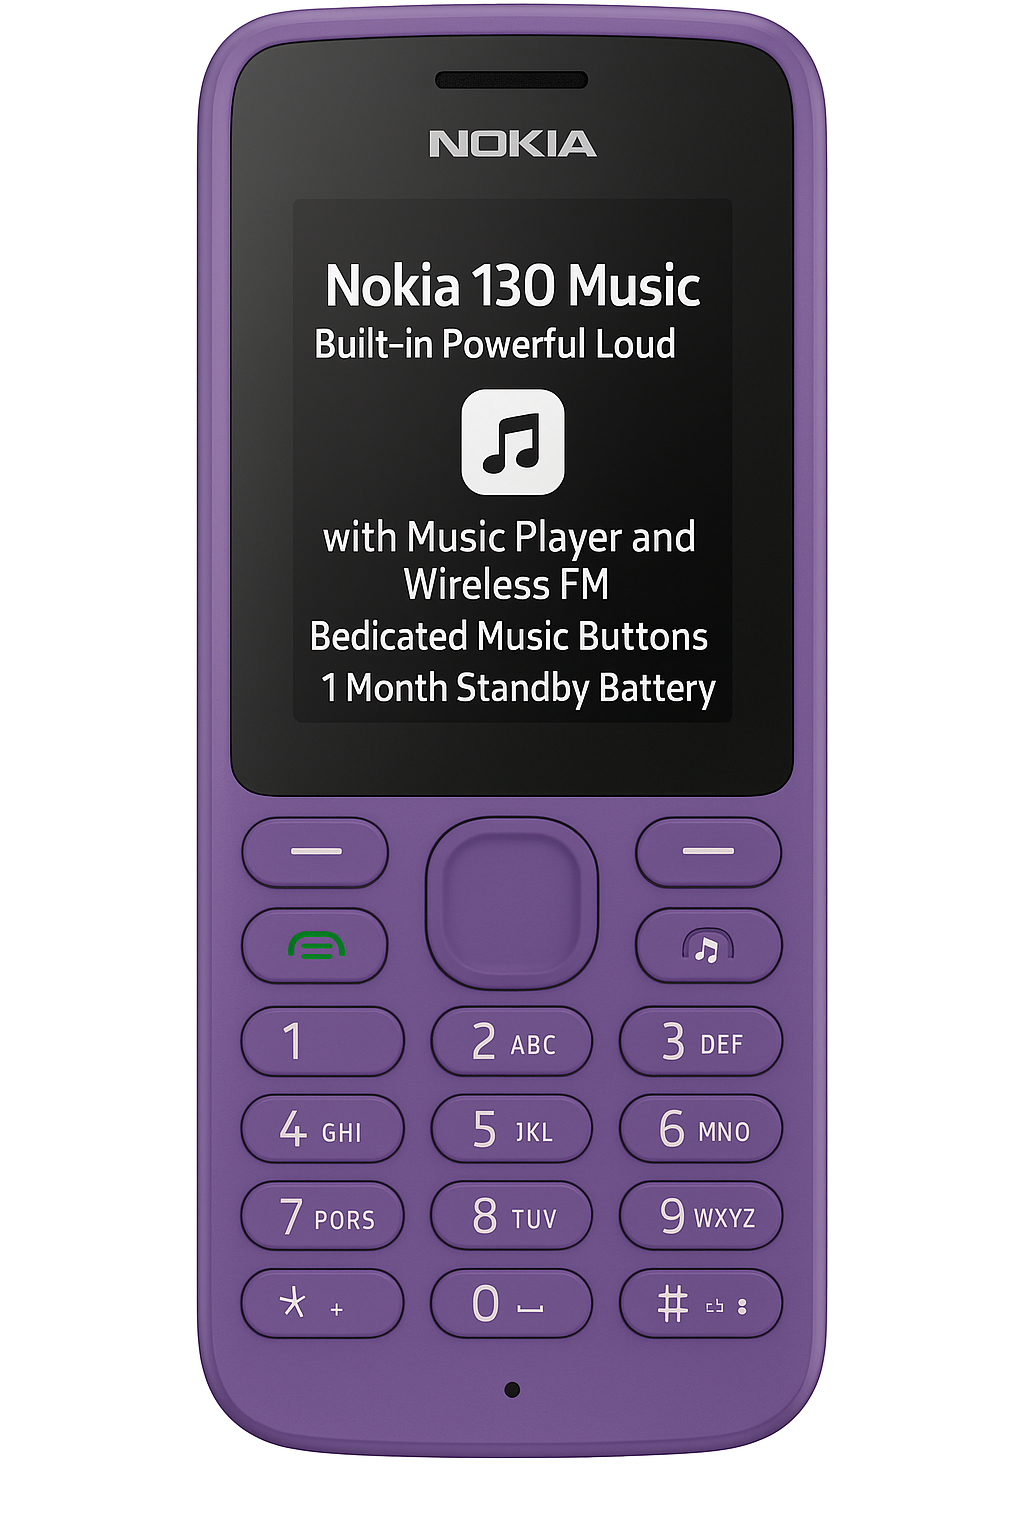 NOKIA
Nokia 130 Music
Built-in Powerful Loud
with Music Player and
Wireless FM
Bedicated Music Buttons
1 Month Standby Battery
1
2 ABC
3 DEF
4 GHI
5 JKL
6 MNO
7 PORS
8 TUV
9 WXYZ
* +
0
#